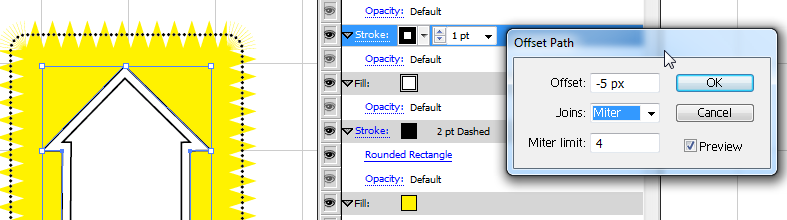 Opacity: Default
Stroke: 1 pt
Opacity: Default
Fill:
Opacity: Default
Stroke: 2 pt Dashed
Rounded Rectangle
Opacity: Default
Fill:
Offset Path
Offset: -5 px
OK
Joins: Miter
Cancel
Miter limit: 4
Preview